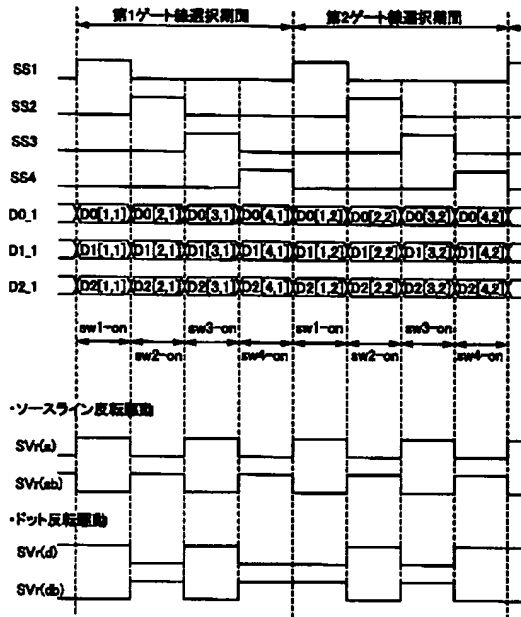 第1ゲート線選択期間 第2ゲート線選択期間
SS1
SS2
SS3
SS4
D0_1 D0[1,1] D0[2,1] D0[3,1] D0[4,1] D0[1,2] D0[2,2] D0[3,2] D0[4,2]
D1_1 D1[1,1] D1[2,1] D1[3,1] D1[4,1] D1[1,2] D1[2,2] D1[3,2] D1[4,2]
D2_1 D2[1,1] D2[2,1] D2[3,1] D2[4,1] D2[1,2] D2[2,2] D2[3,2] D2[4,2]
sw1-on sw3-on sw1-on sw3-on
sw2-on sw4-on sw2-on sw4-on
・ソースライン反転駆動
SVr(s)
SVr(sb)
・ドット反転駆動
SVr(d)
SVr(db)